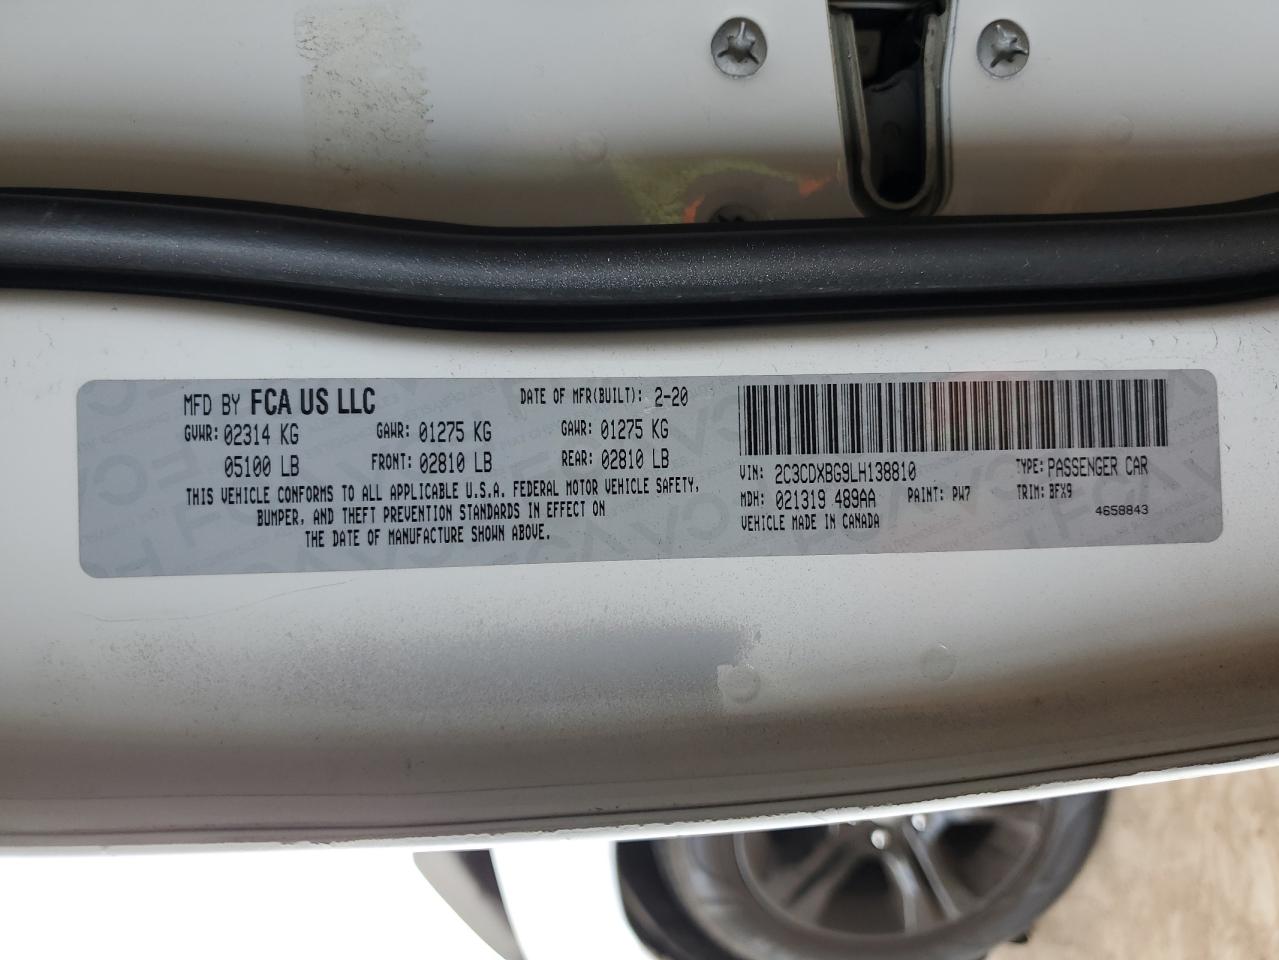 MFD BY FCA US LLC DATE OF MFR(BUILT): 2-20
GVWR: 02314 KG GAWR: 01275 KG GAWR: 01275 KG
05100 LB FRONT: 02810 LB REAR: 02810 LB
THIS VEHICLE CONFORMS TO ALL APPLICABLE U.S.A. FEDERAL MOTOR VEHICLE SAFETY,
BUMPER, AND THEFT PREVENTION STANDARDS IN EFFECT ON
THE DATE OF MANUFACTURE SHOWN ABOVE.
VIN: 2C3CDXBG9LH138810 TYPE: PASSENGER CAR
MDH: 021319 489AA PAINT: PW7 TRIM: BFX9
VEHICLE MADE IN CANADA 4658843